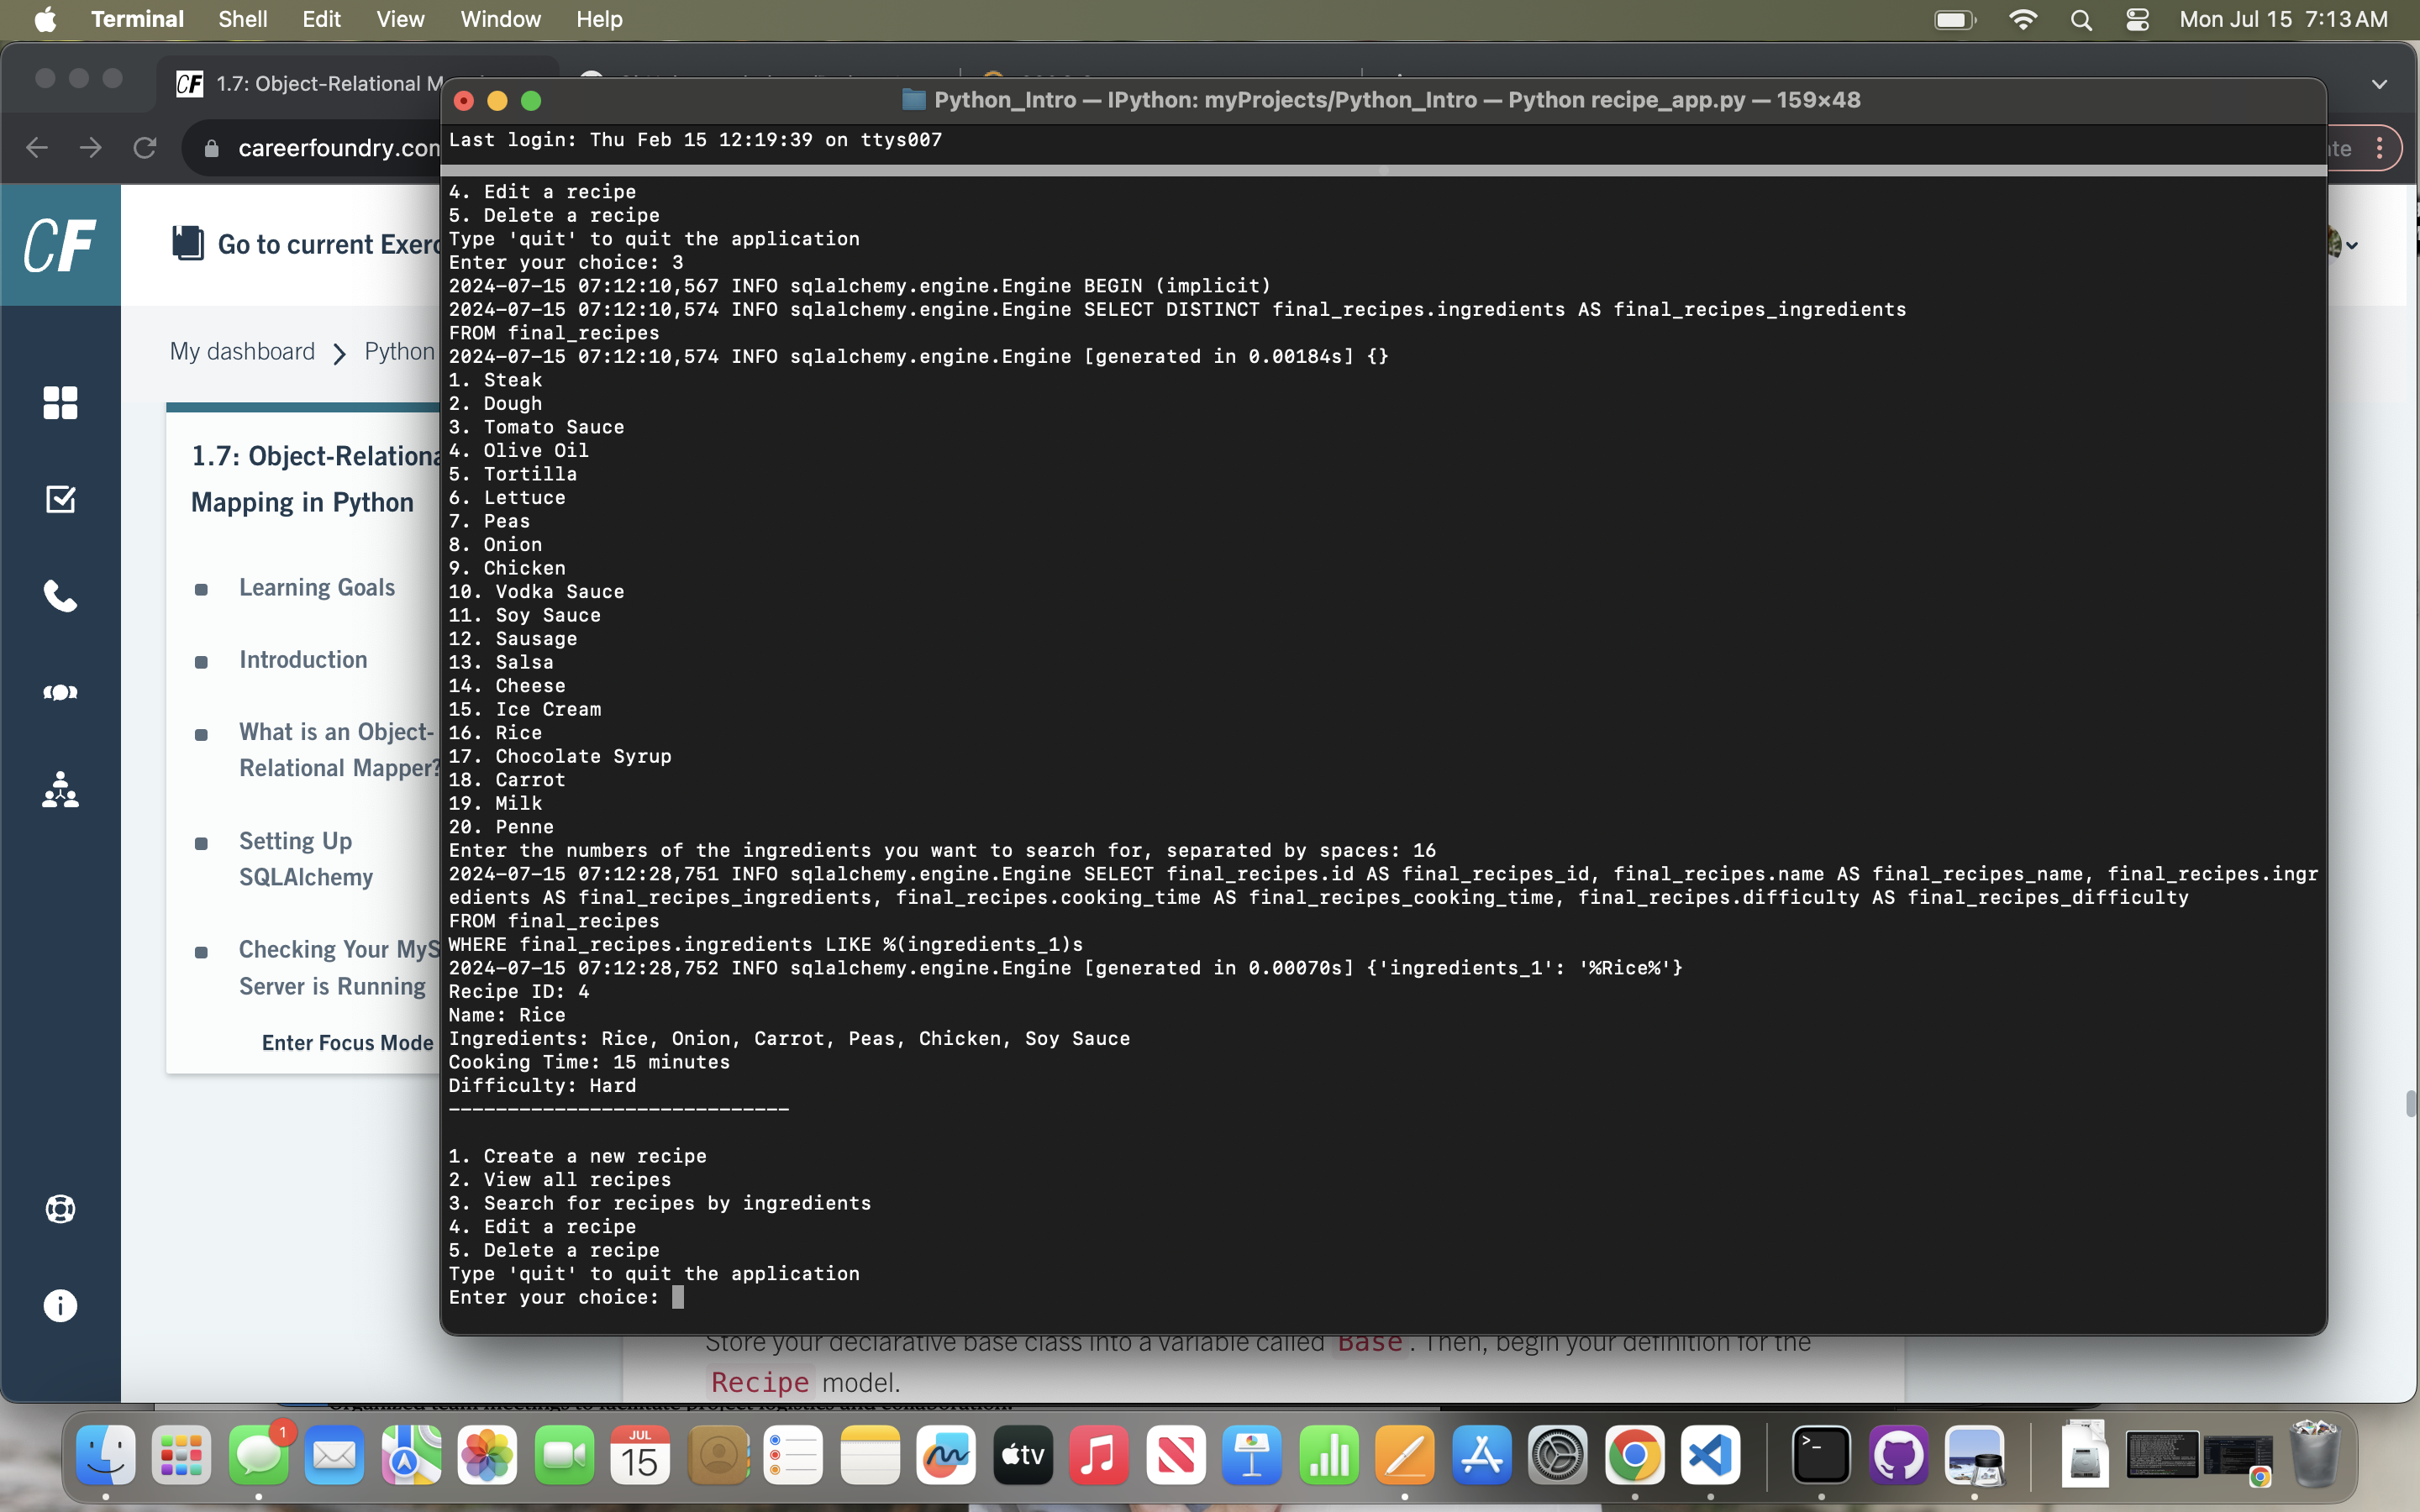 Terminal Shell Edit View Window Help Mon Jul 15 7:13 AM
CF 1.7: Object-Relational M
Python_Intro — IPython: myProjects/Python_Intro — Python recipe_app.py — 159×48
careerfoundry.con
Last login: Thu Feb 15 12:19:39 on ttys007
CF
Go to current Exerc
My dashboard > Python
1.7: Object-Relationa
Mapping in Python
Learning Goals
Introduction
What is an Object-
Relational Mapper?
Setting Up
SQLAlchemy
Checking Your MyS
Server is Running
Enter Focus Mode
4. Edit a recipe
5. Delete a recipe
Type 'quit' to quit the application
Enter your choice: 3
2024-07-15 07:12:10,567 INFO sqlalchemy.engine.Engine BEGIN (implicit)
2024-07-15 07:12:10,574 INFO sqlalchemy.engine.Engine SELECT DISTINCT final_recipes.ingredients AS final_recipes_ingredients
FROM final_recipes
2024-07-15 07:12:10,574 INFO sqlalchemy.engine.Engine [generated in 0.00184s] {}
1. Steak
2. Dough
3. Tomato Sauce
4. Olive Oil
5. Tortilla
6. Lettuce
7. Peas
8. Onion
9. Chicken
10. Vodka Sauce
11. Soy Sauce
12. Sausage
13. Salsa
14. Cheese
15. Ice Cream
16. Rice
17. Chocolate Syrup
18. Carrot
19. Milk
20. Penne
Enter the numbers of the ingredients you want to search for, separated by spaces: 16
2024-07-15 07:12:28,751 INFO sqlalchemy.engine.Engine SELECT final_recipes.id AS final_recipes_id, final_recipes.name AS final_recipes_name, final_recipes.ingr
edients AS final_recipes_ingredients, final_recipes.cooking_time AS final_recipes_cooking_time, final_recipes.difficulty AS final_recipes_difficulty
FROM final_recipes
WHERE final_recipes.ingredients LIKE %(ingredients_1)s
2024-07-15 07:12:28,752 INFO sqlalchemy.engine.Engine [generated in 0.00070s] {'ingredients_1': '%Rice%'}
Recipe ID: 4
Name: Rice
Ingredients: Rice, Onion, Carrot, Peas, Chicken, Soy Sauce
Cooking Time: 15 minutes
Difficulty: Hard
-----------------------------
1. Create a new recipe
2. View all recipes
3. Search for recipes by ingredients
4. Edit a recipe
5. Delete a recipe
Type 'quit' to quit the application
Enter your choice:
Store your declarative base class into a variable called Base. Then, begin your definition for the
Recipe model.
1
JUL
15
tv